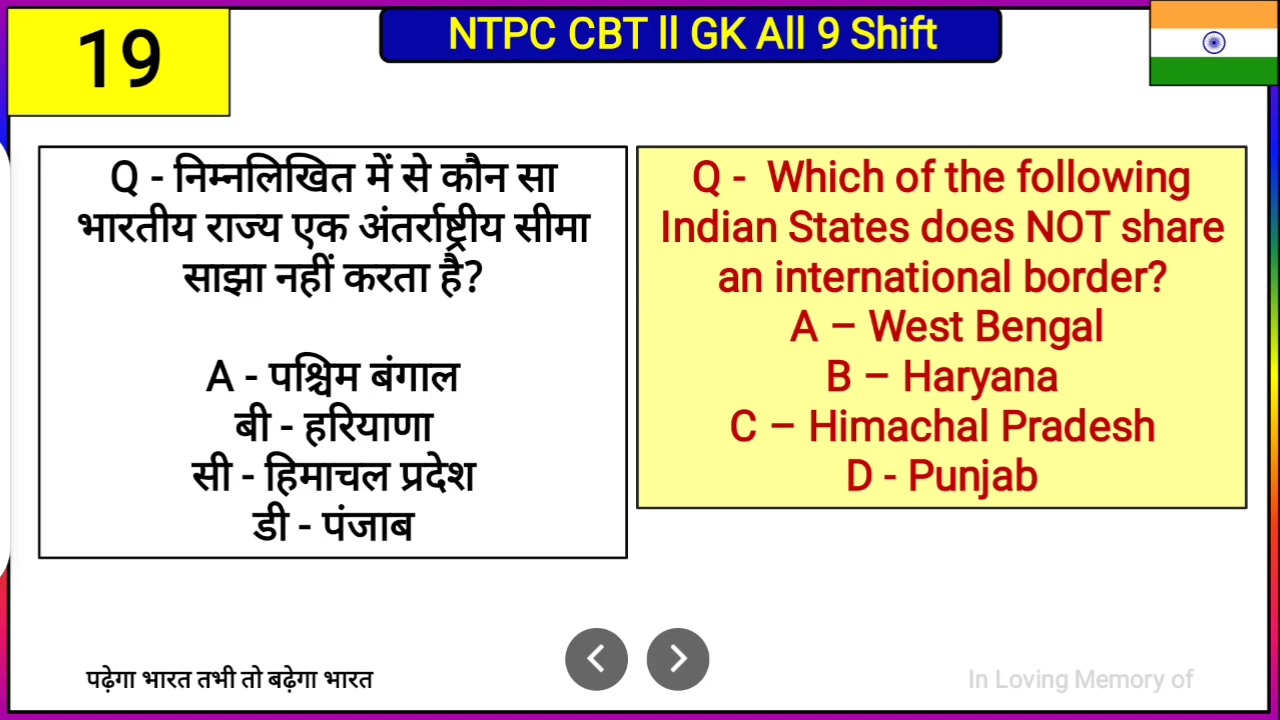 19
NTPC CBT ll GK All 9 Shift
Q - निम्नलिखित में से कौन सा
भारतीय राज्य एक अंतर्राष्ट्रीय सीमा
साझा नहीं करता है?
A - पश्चिम बंगाल
बी - हरियाणा
सी - हिमाचल प्रदेश
डी - पंजाब
Q - Which of the following
Indian States does NOT share
an international border?
A – West Bengal
B – Haryana
C – Himachal Pradesh
D - Punjab
पढ़ेगा भारत तभी तो बढ़ेगा भारत
In Loving Memory of